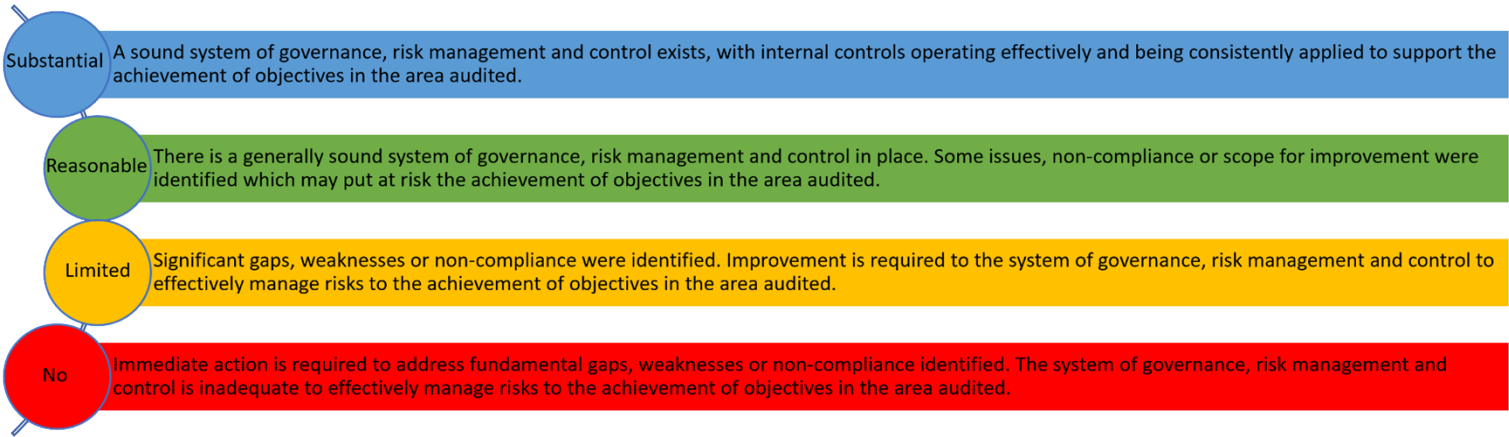 Substantial
A sound system of governance, risk management and control exists, with internal controls operating effectively and being consistently applied to support the
achievement of objectives in the area audited.
Reasonable
There is a generally sound system of governance, risk management and control in place. Some issues, non-compliance or scope for improvement were
identified which may put at risk the achievement of objectives in the area audited.
Limited
Significant gaps, weaknesses or non-compliance were identified. Improvement is required to the system of governance, risk management and control to
effectively manage risks to the achievement of objectives in the area audited.
No
Immediate action is required to address fundamental gaps, weaknesses or non-compliance identified. The system of governance, risk management and
control is inadequate to effectively manage risks to the achievement of objectives in the area audited.